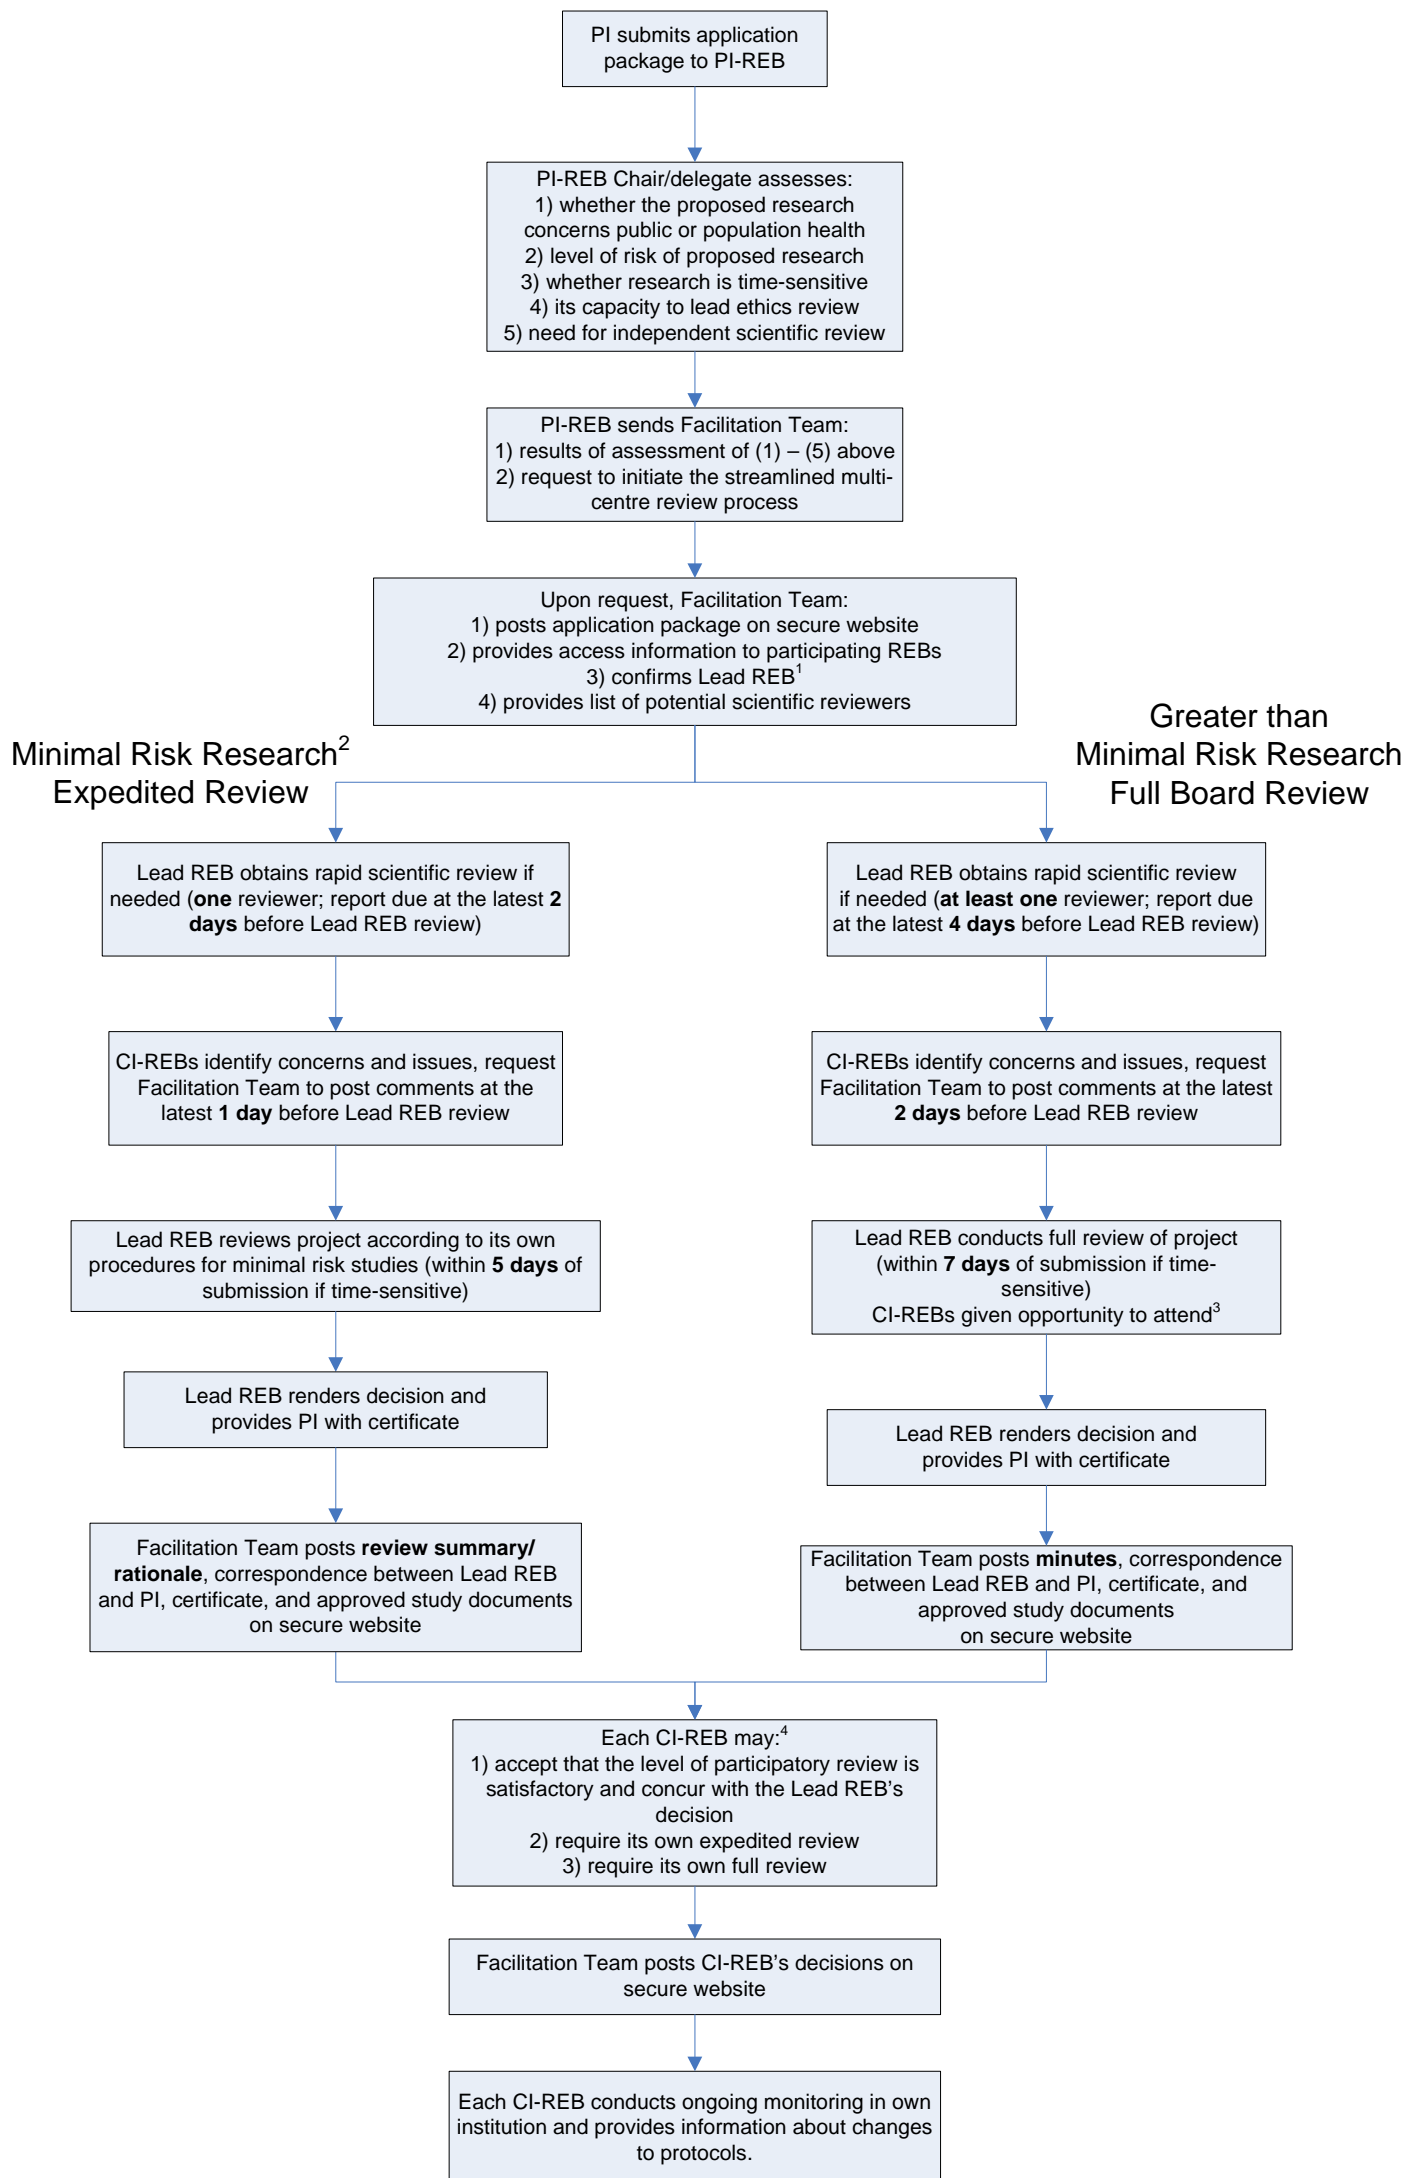 PI submits application
package to PI-REB
PI-REB Chair/delegate assesses:
1) whether the proposed research
concerns public or population health
2) level of risk of proposed research
3) whether research is time-sensitive
4) its capacity to lead ethics review
5) need for independent scientific review
PI-REB sends Facilitation Team:
1) results of assessment of (1) – (5) above
2) request to initiate the streamlined multi-
centre review process
Upon request, Facilitation Team:
1) posts application package on secure website
2) provides access information to participating REBs
3) confirms Lead REB1
4) provides list of potential scientific reviewers
Minimal Risk Research2
Expedited Review
Greater than
Minimal Risk Research
Full Board Review
Lead REB obtains rapid scientific review if
needed (one reviewer; report due at the latest 2
days before Lead REB review)
Lead REB obtains rapid scientific review
if needed (at least one reviewer; report due
at the latest 4 days before Lead REB review)
CI-REBs identify concerns and issues, request
Facilitation Team to post comments at the
latest 1 day before Lead REB review
CI-REBs identify concerns and issues, request
Facilitation Team to post comments at the latest
2 days before Lead REB review
Lead REB reviews project according to its own
procedures for minimal risk studies (within 5 days of
submission if time-sensitive)
Lead REB conducts full review of project
(within 7 days of submission if time-
sensitive)
CI-REBs given opportunity to attend3
Lead REB renders decision and
provides PI with certificate
Lead REB renders decision and
provides PI with certificate
Facilitation Team posts review summary/
rationale, correspondence between Lead REB
and PI, certificate, and approved study documents
on secure website
Facilitation Team posts minutes, correspondence
between Lead REB and PI, certificate, and
approved study documents
on secure website
Each CI-REB may:4
1) accept that the level of participatory review is
satisfactory and concur with the Lead REB’s
decision
2) require its own expedited review
3) require its own full review
Facilitation Team posts CI-REB’s decisions on
secure website
Each CI-REB conducts ongoing monitoring in own
institution and provides information about changes
to protocols.